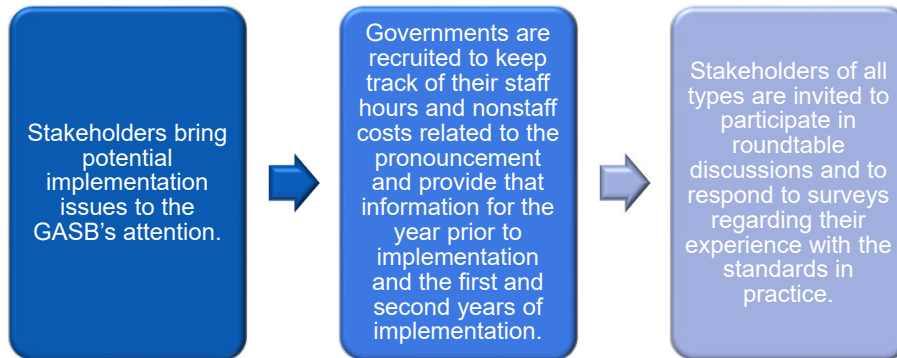 Stakeholders bring
potential
implementation
issues to the
GASB’s attention.
Governments are
recruited to keep
track of their staff
hours and nonstaff
costs related to the
pronouncement
and provide that
information for the
year prior to
implementation
and the first and
second years of
implementation.
Stakeholders of all
types are invited to
participate in
roundtable
discussions and to
respond to surveys
regarding their
experience with the
standards in
practice.